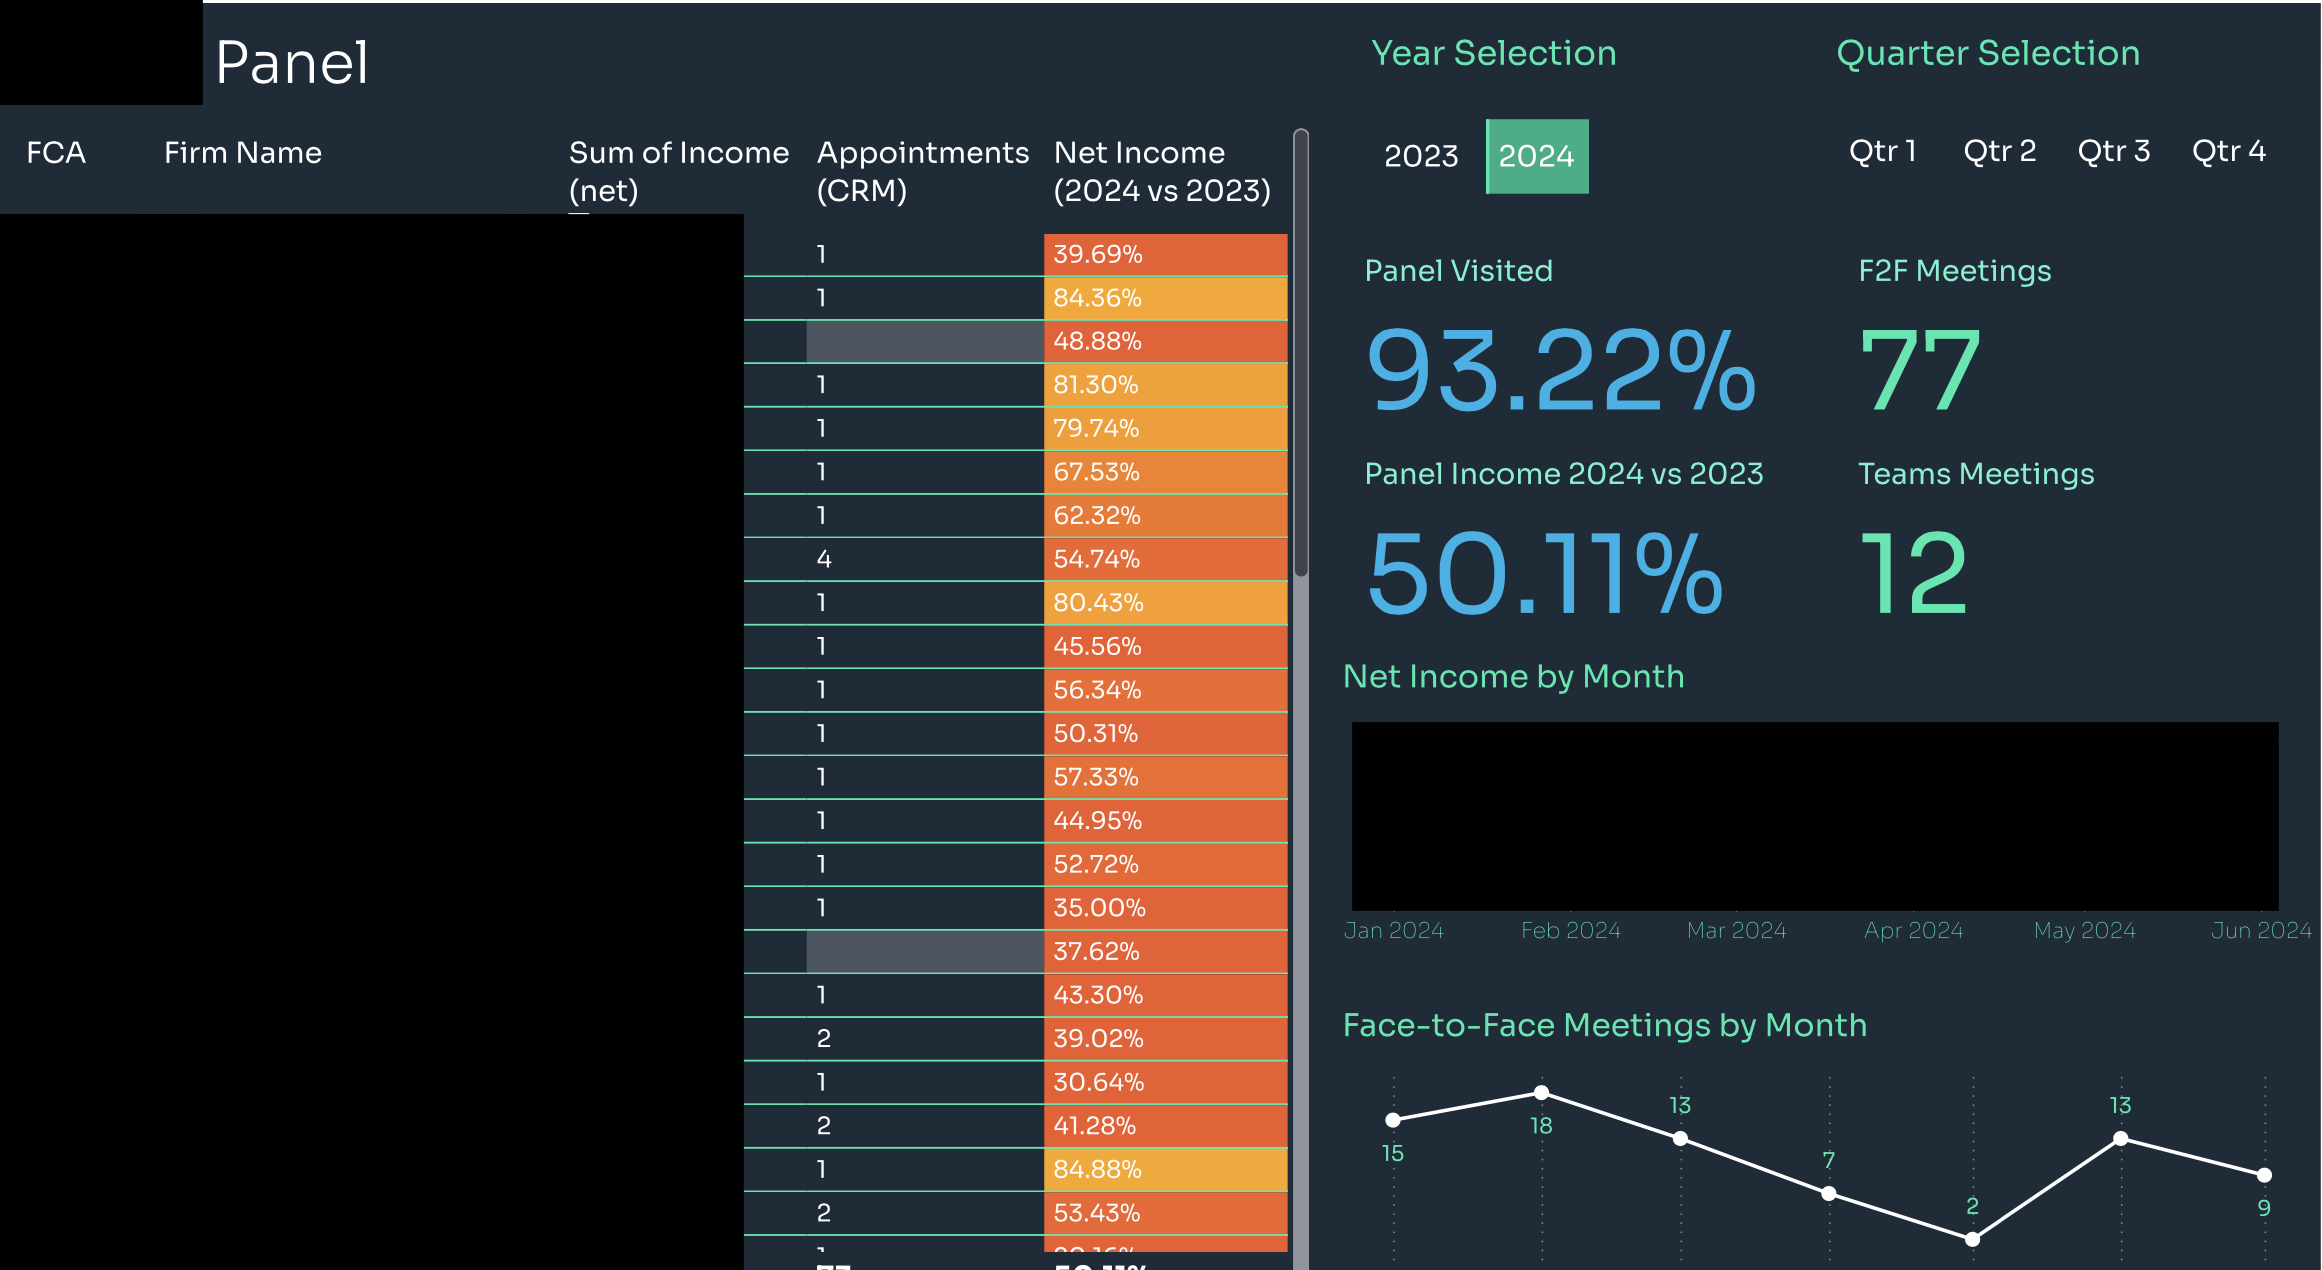 Panel
FCA Firm Name Sum of Income (net) Appointments (CRM) Net Income (2024 vs 2023)
1 39.69%
1 84.36%
48.88%
1 81.30%
1 79.74%
1 67.53%
1 62.32%
4 54.74%
1 80.43%
1 45.56%
1 56.34%
1 50.31%
1 57.33%
1 44.95%
1 52.72%
1 35.00%
37.62%
1 43.30%
2 39.02%
1 30.64%
2 41.28%
1 84.88%
2 53.43%
77 50.11%
Year Selection
2023 2024
Quarter Selection
Qtr 1 Qtr 2 Qtr 3 Qtr 4
Panel Visited
93.22%
F2F Meetings
77
Panel Income 2024 vs 2023
50.11%
Teams Meetings
12
Net Income by Month
Jan 2024 Feb 2024 Mar 2024 Apr 2024 May 2024 Jun 2024
Face-to-Face Meetings by Month
15 18 13 7 2 13 9